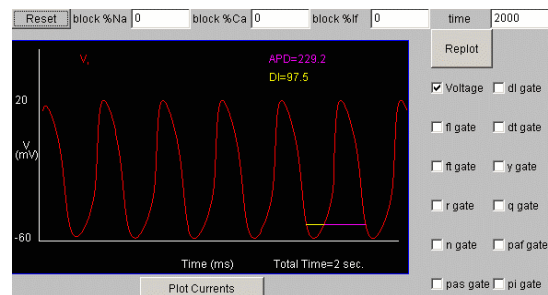 Reset block %Na 0 block %Ca 0 block %If 0 time 2000
Replot
V, APD=229.2
DI=97.5
Voltage dl gate
20
fl gate dt gate
V
(mV)
ft gate y gate
r gate q gate
-60
n gate paf gate
Time (ms) Total Time=2 sec.
pas gate pi gate
Plot Currents